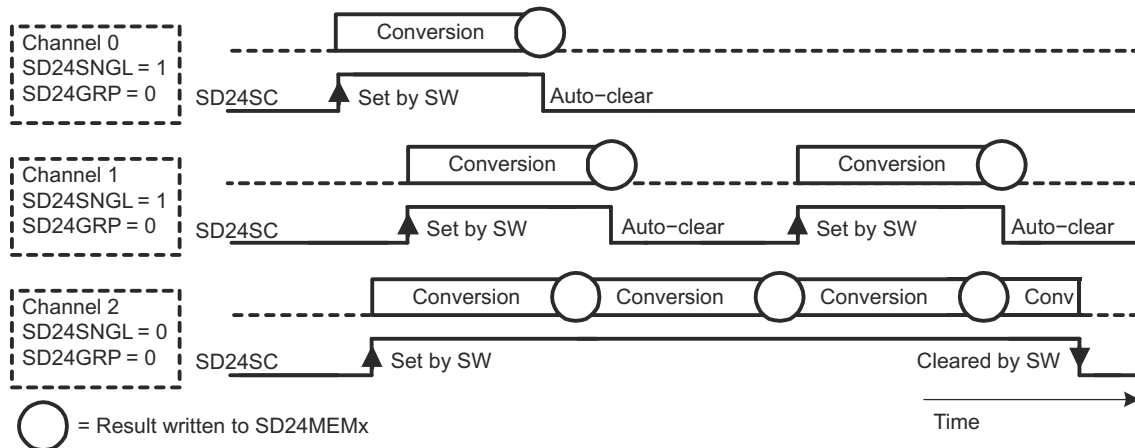 Channel 0
SD24SNGL = 1
SD24GRP = 0
Conversion
SD24SC
Set by SW
Auto−clear
Channel 1
SD24SNGL = 1
SD24GRP = 0
Conversion
Conversion
SD24SC
Set by SW
Auto−clear
Set by SW
Auto−clear
Channel 2
SD24SNGL = 0
SD24GRP = 0
Conversion
Conversion
Conversion
Conv
SD24SC
Set by SW
Cleared by SW
= Result written to SD24MEMx
Time